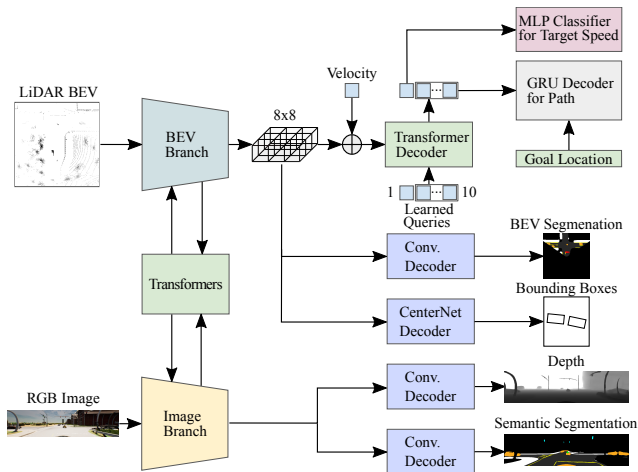 MLP Classifier
for Target Speed
LiDAR BEV
Velocity
8x8
BEV
Branch
GRU Decoder
for Path
Transformer
Decoder
Goal Location
1
10
Learned
Queries
BEV Segmenation
Conv.
Decoder
Transformers
Bounding Boxes
CenterNet
Decoder
Depth
Conv.
Decoder
RGB Image
Image
Branch
Semantic Segmentation
Conv.
Decoder